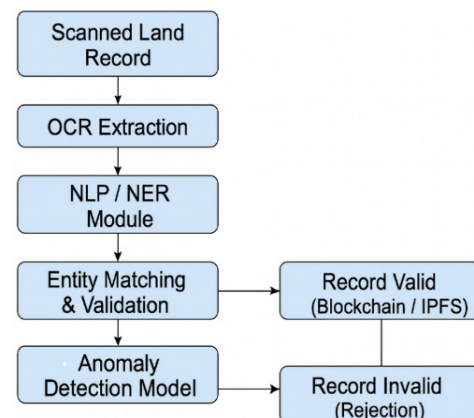 Scanned Land
Record
OCR Extraction
NLP / NER
Module
Entity Matching
& Validation
Record Valid
(Blockchain / IPFS)
Anomaly
Detection Model
Record Invalid
(Rejection)